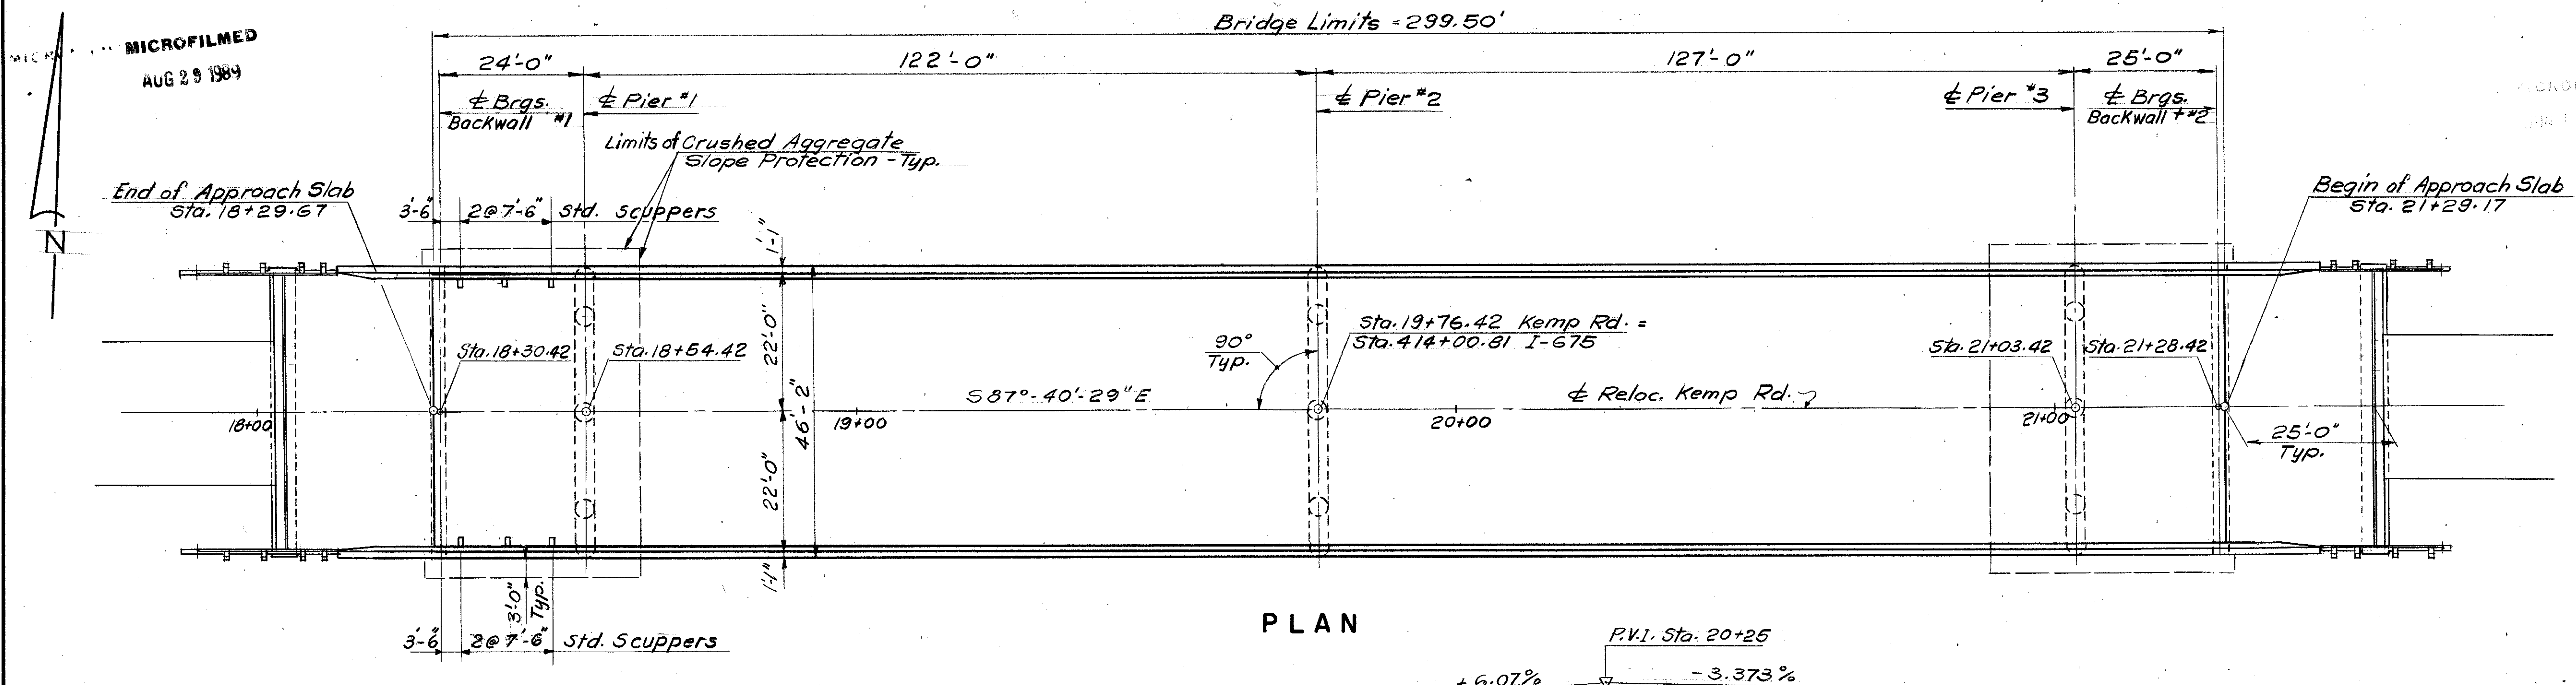 Bridge Limits = 299.50'
MICROFILMED
AUG 29 1989
24'-0"
122'-0"
127'-0"
25'-0"
℄ Brgs.
Backwall #1
℄ Pier #1
℄ Pier #2
℄ Pier #3
℄ Brgs.
Backwall #2
Limits of Crushed Aggregate
Slope Protection - Typ.
End of Approach Slab
Sta. 18+29.67
Begin of Approach Slab
Sta. 21+29.17
3'-6"
2@7'-6"
Std. Scuppers
N
1'-1"
22'-0"
46'-2"
22'-0"
1'-1"
Sta. 18+30.42
Sta. 18+54.42
90°
Typ.
Sta. 19+76.42 Kemp Rd. =
Sta. 414+00.81 I-675
Sta. 21+03.42
Sta. 21+28.42
S87°-40'-29"E
℄ Reloc. Kemp Rd.
18+00
19+00
20+00
21+00
25'-0"
Typ.
3'-0"
Typ.
3'-6"
2@7'-6"
Std. Scuppers
PLAN
P.V.I. Sta. 20+25
+6.07%
-3.373%